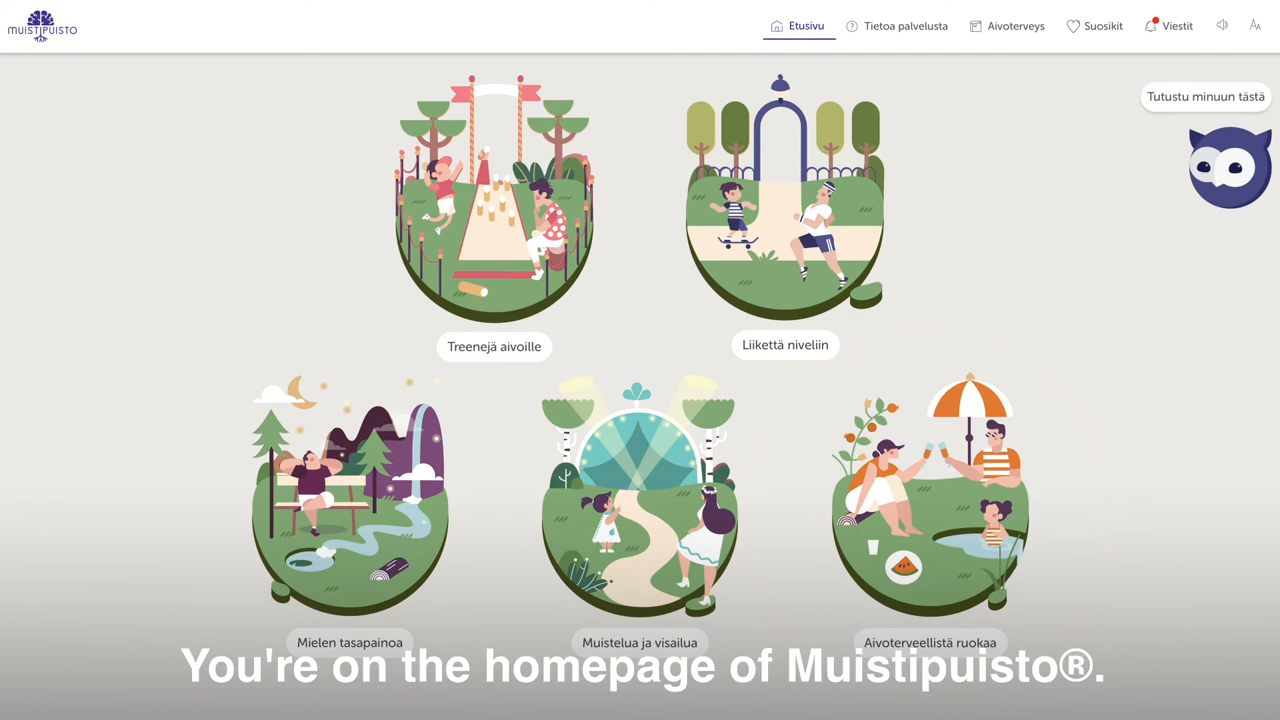 MUISTIPUISTO
Etusivu
Tietoa palvelusta
Aivoterveys
Suosikit
Viestit
AA
Tutustu minuun tästä
Treenejä aivoille
Liikettä niveliin
Mielen tasapainoa
Muistelua ja visailua
Aivoterveellistä ruokaa
You're on the homepage of Muistipuisto®.